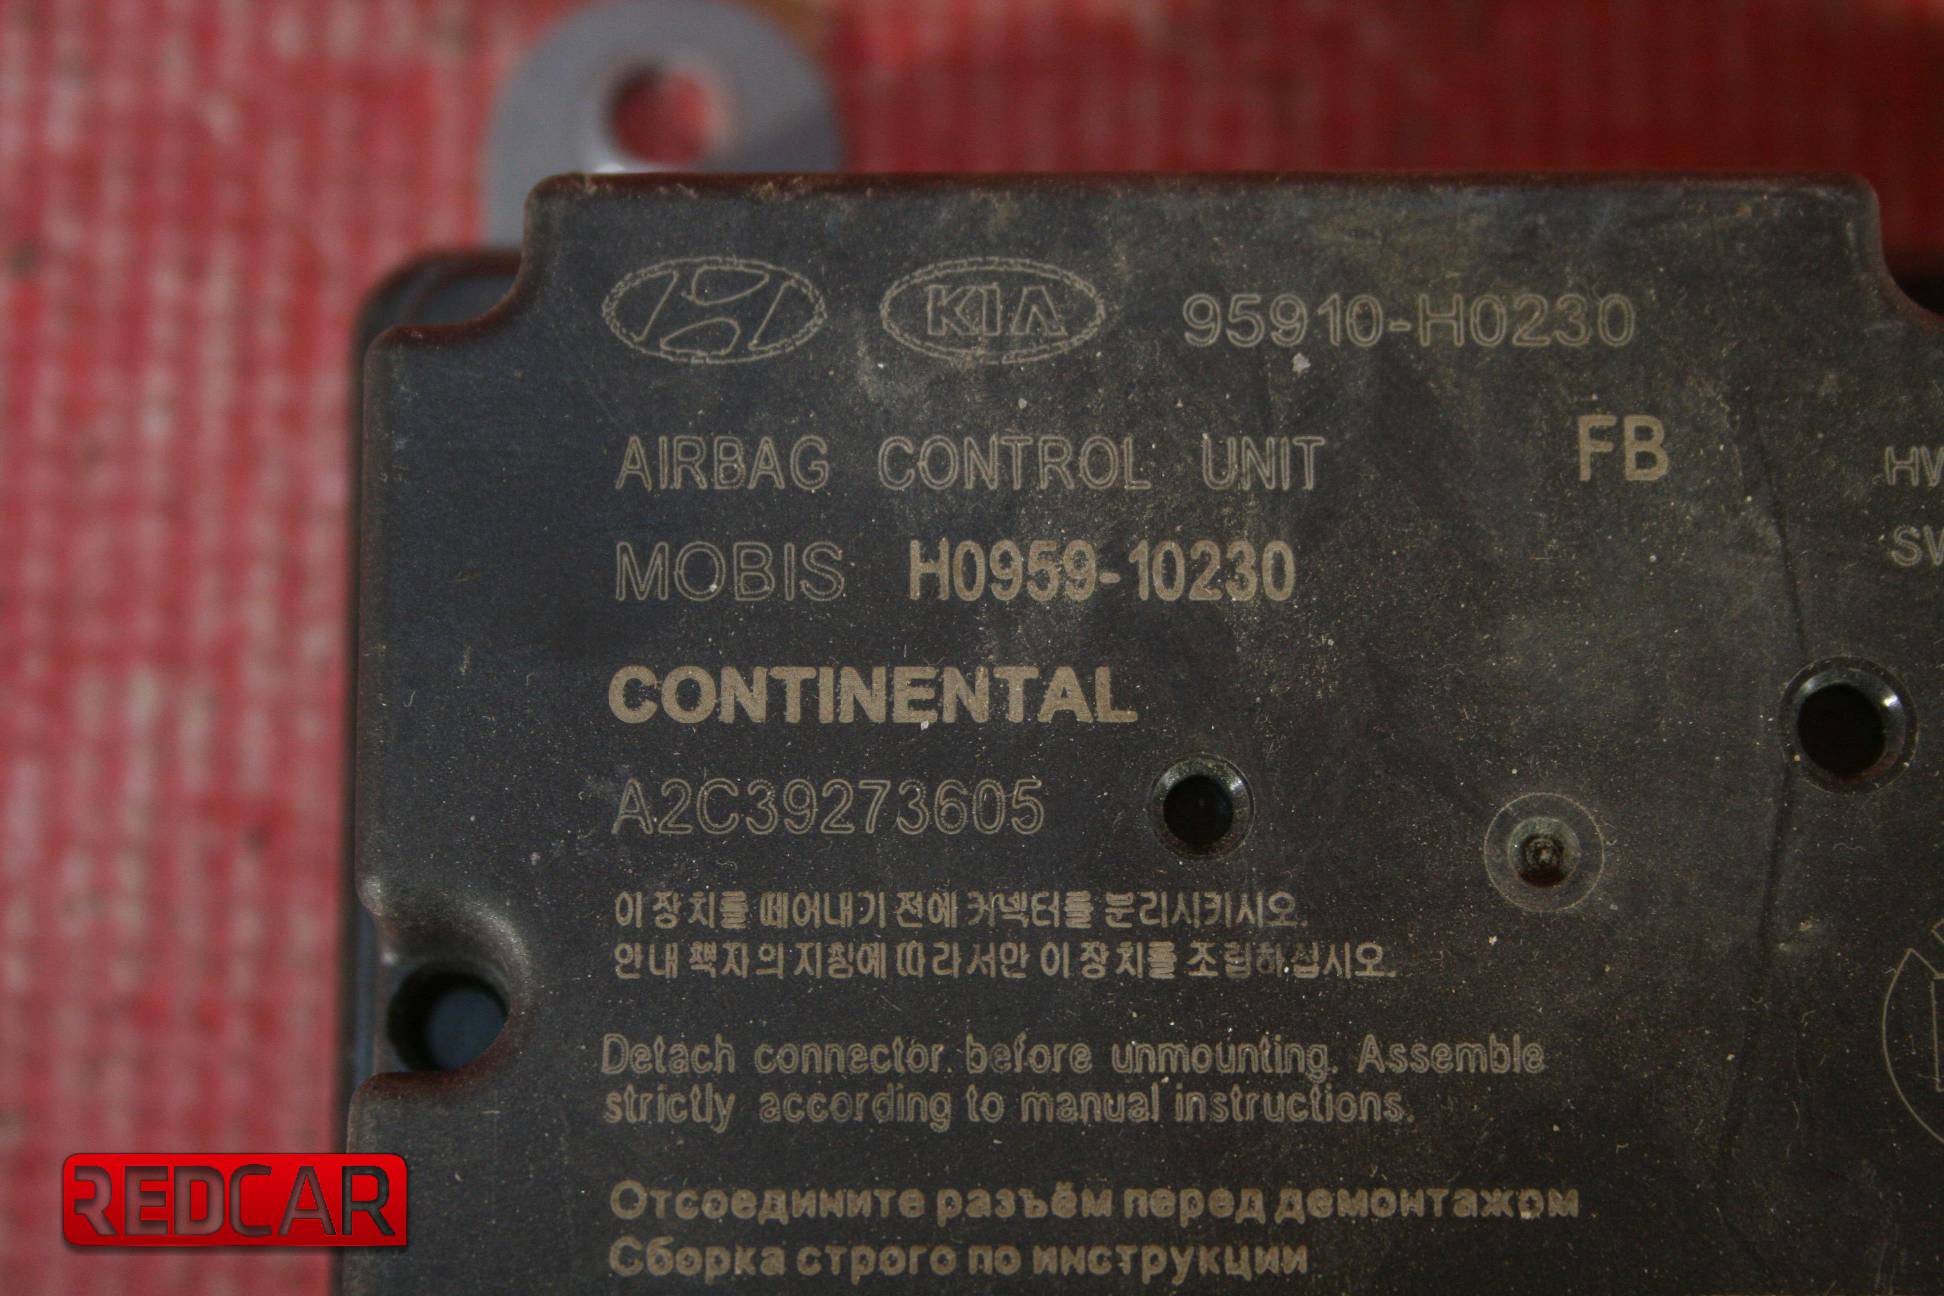 KIA 95910-H0230
AIRBAG CONTROL UNIT FB
MOBIS H0959-10230
CONTINENTAL
A2C39273605
이 장치를 떼어내기 전에 커넥터를 분리시키시오.
안내 책자의 지침에 따라서만 이 장치를 조립하십시오.
Detach connector before unmounting. Assemble
strictly according to manual instructions.
Отсоедините разъём перед демонтажом
Сборка строго по инструкции
REDCAR